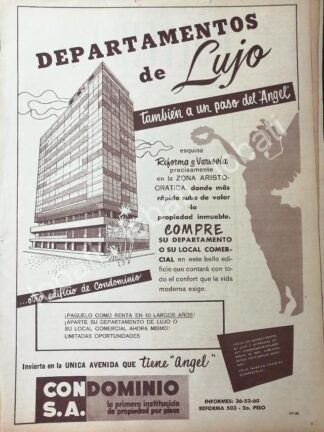 DEPARTAMENTOS
de Lujo
también a un paso del "Angel"
esquina
Reforma y Varsovia
precisamente
en la ZONA ARISTO-
CRATICA, donde más
rápido sube de valor
la
propiedad inmueble.
COMPRE
SU DEPARTAMENTO
O SU LOCAL COMER-
CIAL en este bello edi-
ficio que contará con to-
do el confort que la vida
moderna exige.
...otro edificio de Condominio
¡PAGUELO COMO RENTA EN 10 LARGOS AÑOS!
¡APARTE SU DEPARTAMENTO DE LUJO O
SU LOCAL COMERCIAL AHORA MISMO!
LIMITADAS OPORTUNIDADES
Invierta en la UNICA AVENIDA QUE tiene "Angel"
CONDOMINIO
S.A.
la primera institución
de propiedad por pisos
INFORMES: 36-52-60
REFORMA 503 - 2o. PISO